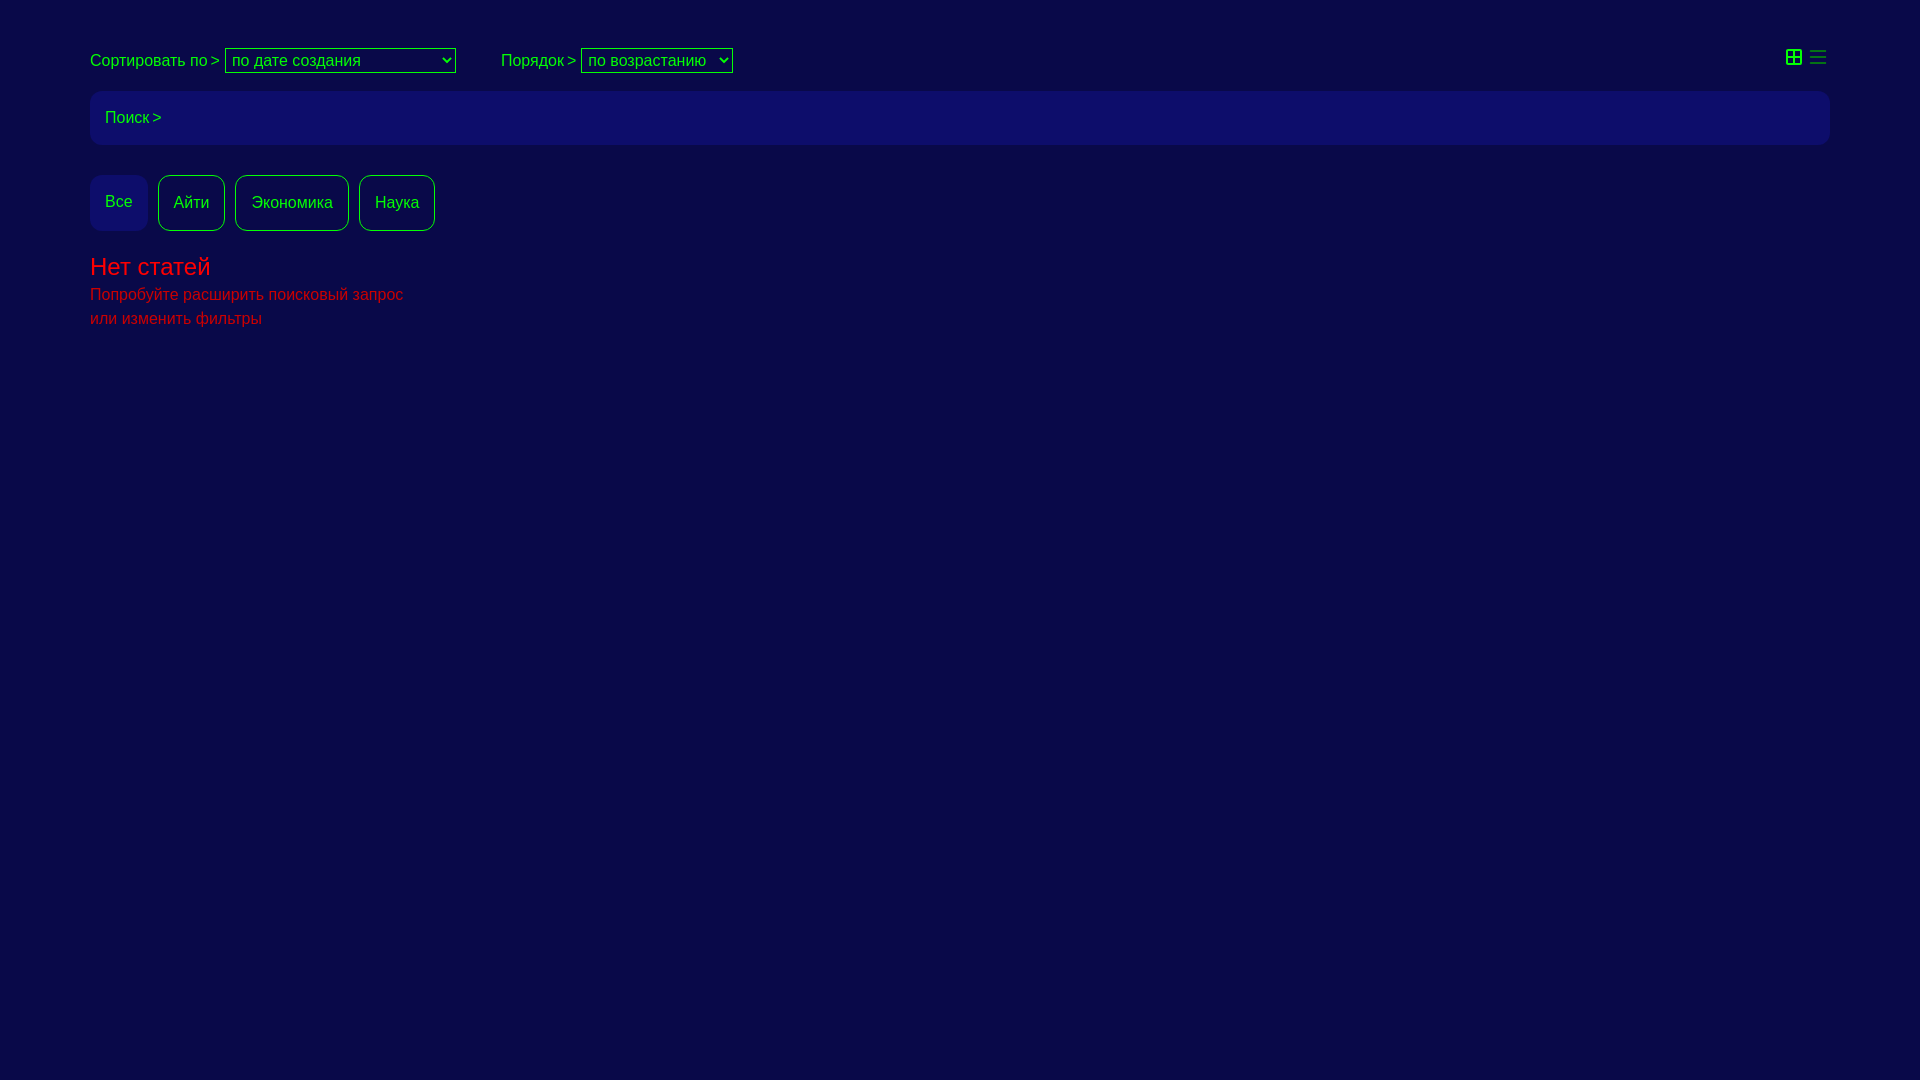 Сортировать по > по дате создания Порядок > по возрастанию
Поиск >
Все Айти Экономика Наука
Нет статей
Попробуйте расширить поисковый запрос
или изменить фильтры